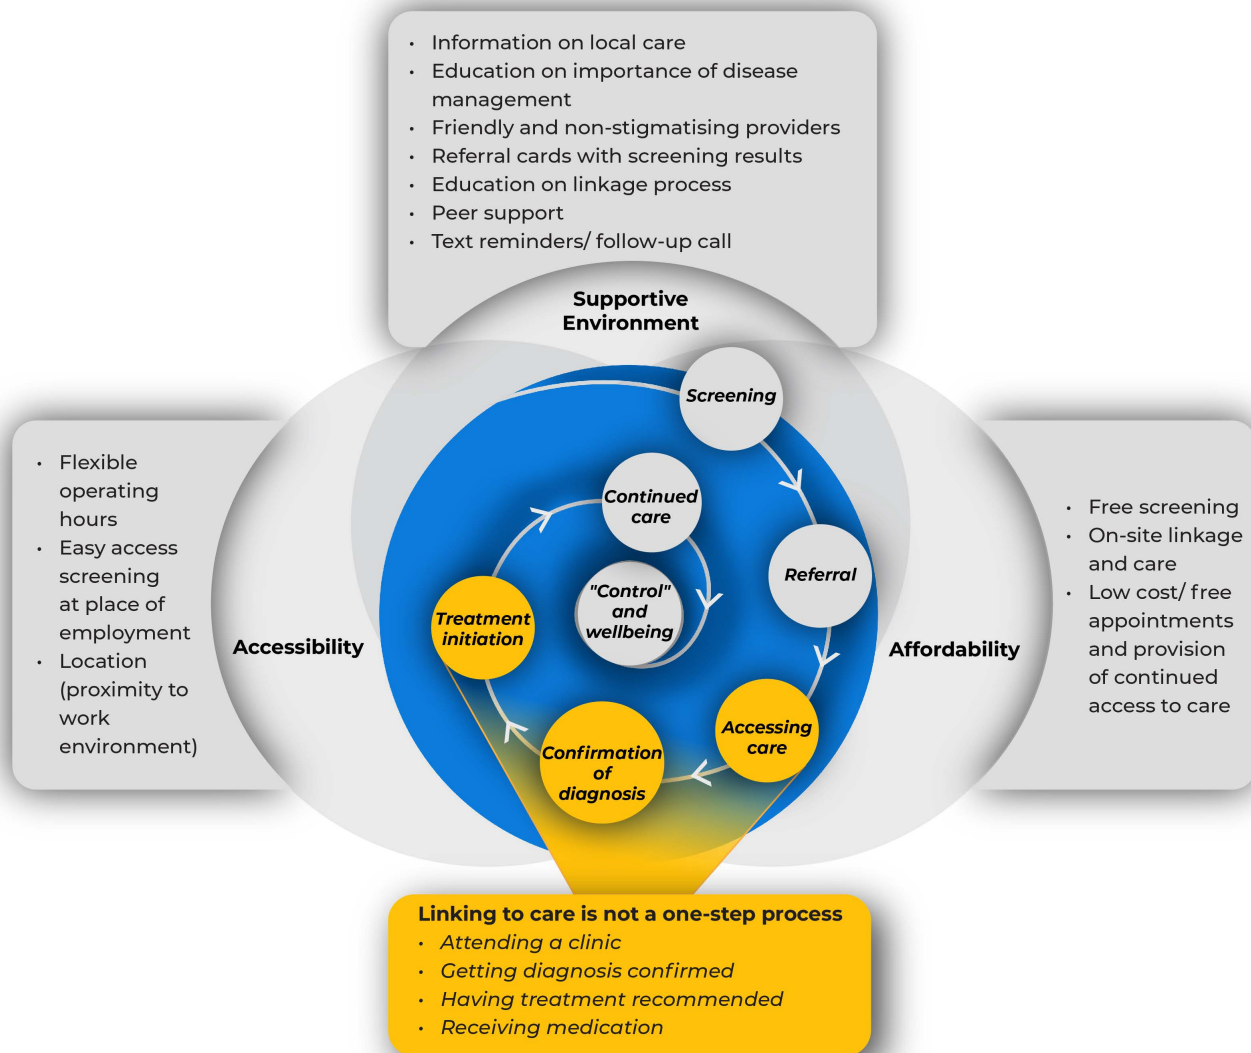 • Information on local care
• Education on importance of disease
management
• Friendly and non-stigmatising providers
• Referral cards with screening results
• Education on linkage process
• Peer support
• Text reminders/ follow-up call
Supportive
Environment
Screening
Continued
care
Referral
"Control"
and
wellbeing
Treatment
initiation
Accessing
care
Confirmation
of
diagnosis
Accessibility
Affordability
• Flexible
operating
hours
• Easy access
screening
at place of
employment
• Location
(proximity to
work
environment)
• Free screening
• On-site linkage
and care
• Low cost/ free
appointments
and provision
of continued
access to care
Linking to care is not a one-step process
• Attending a clinic
• Getting diagnosis confirmed
• Having treatment recommended
• Receiving medication